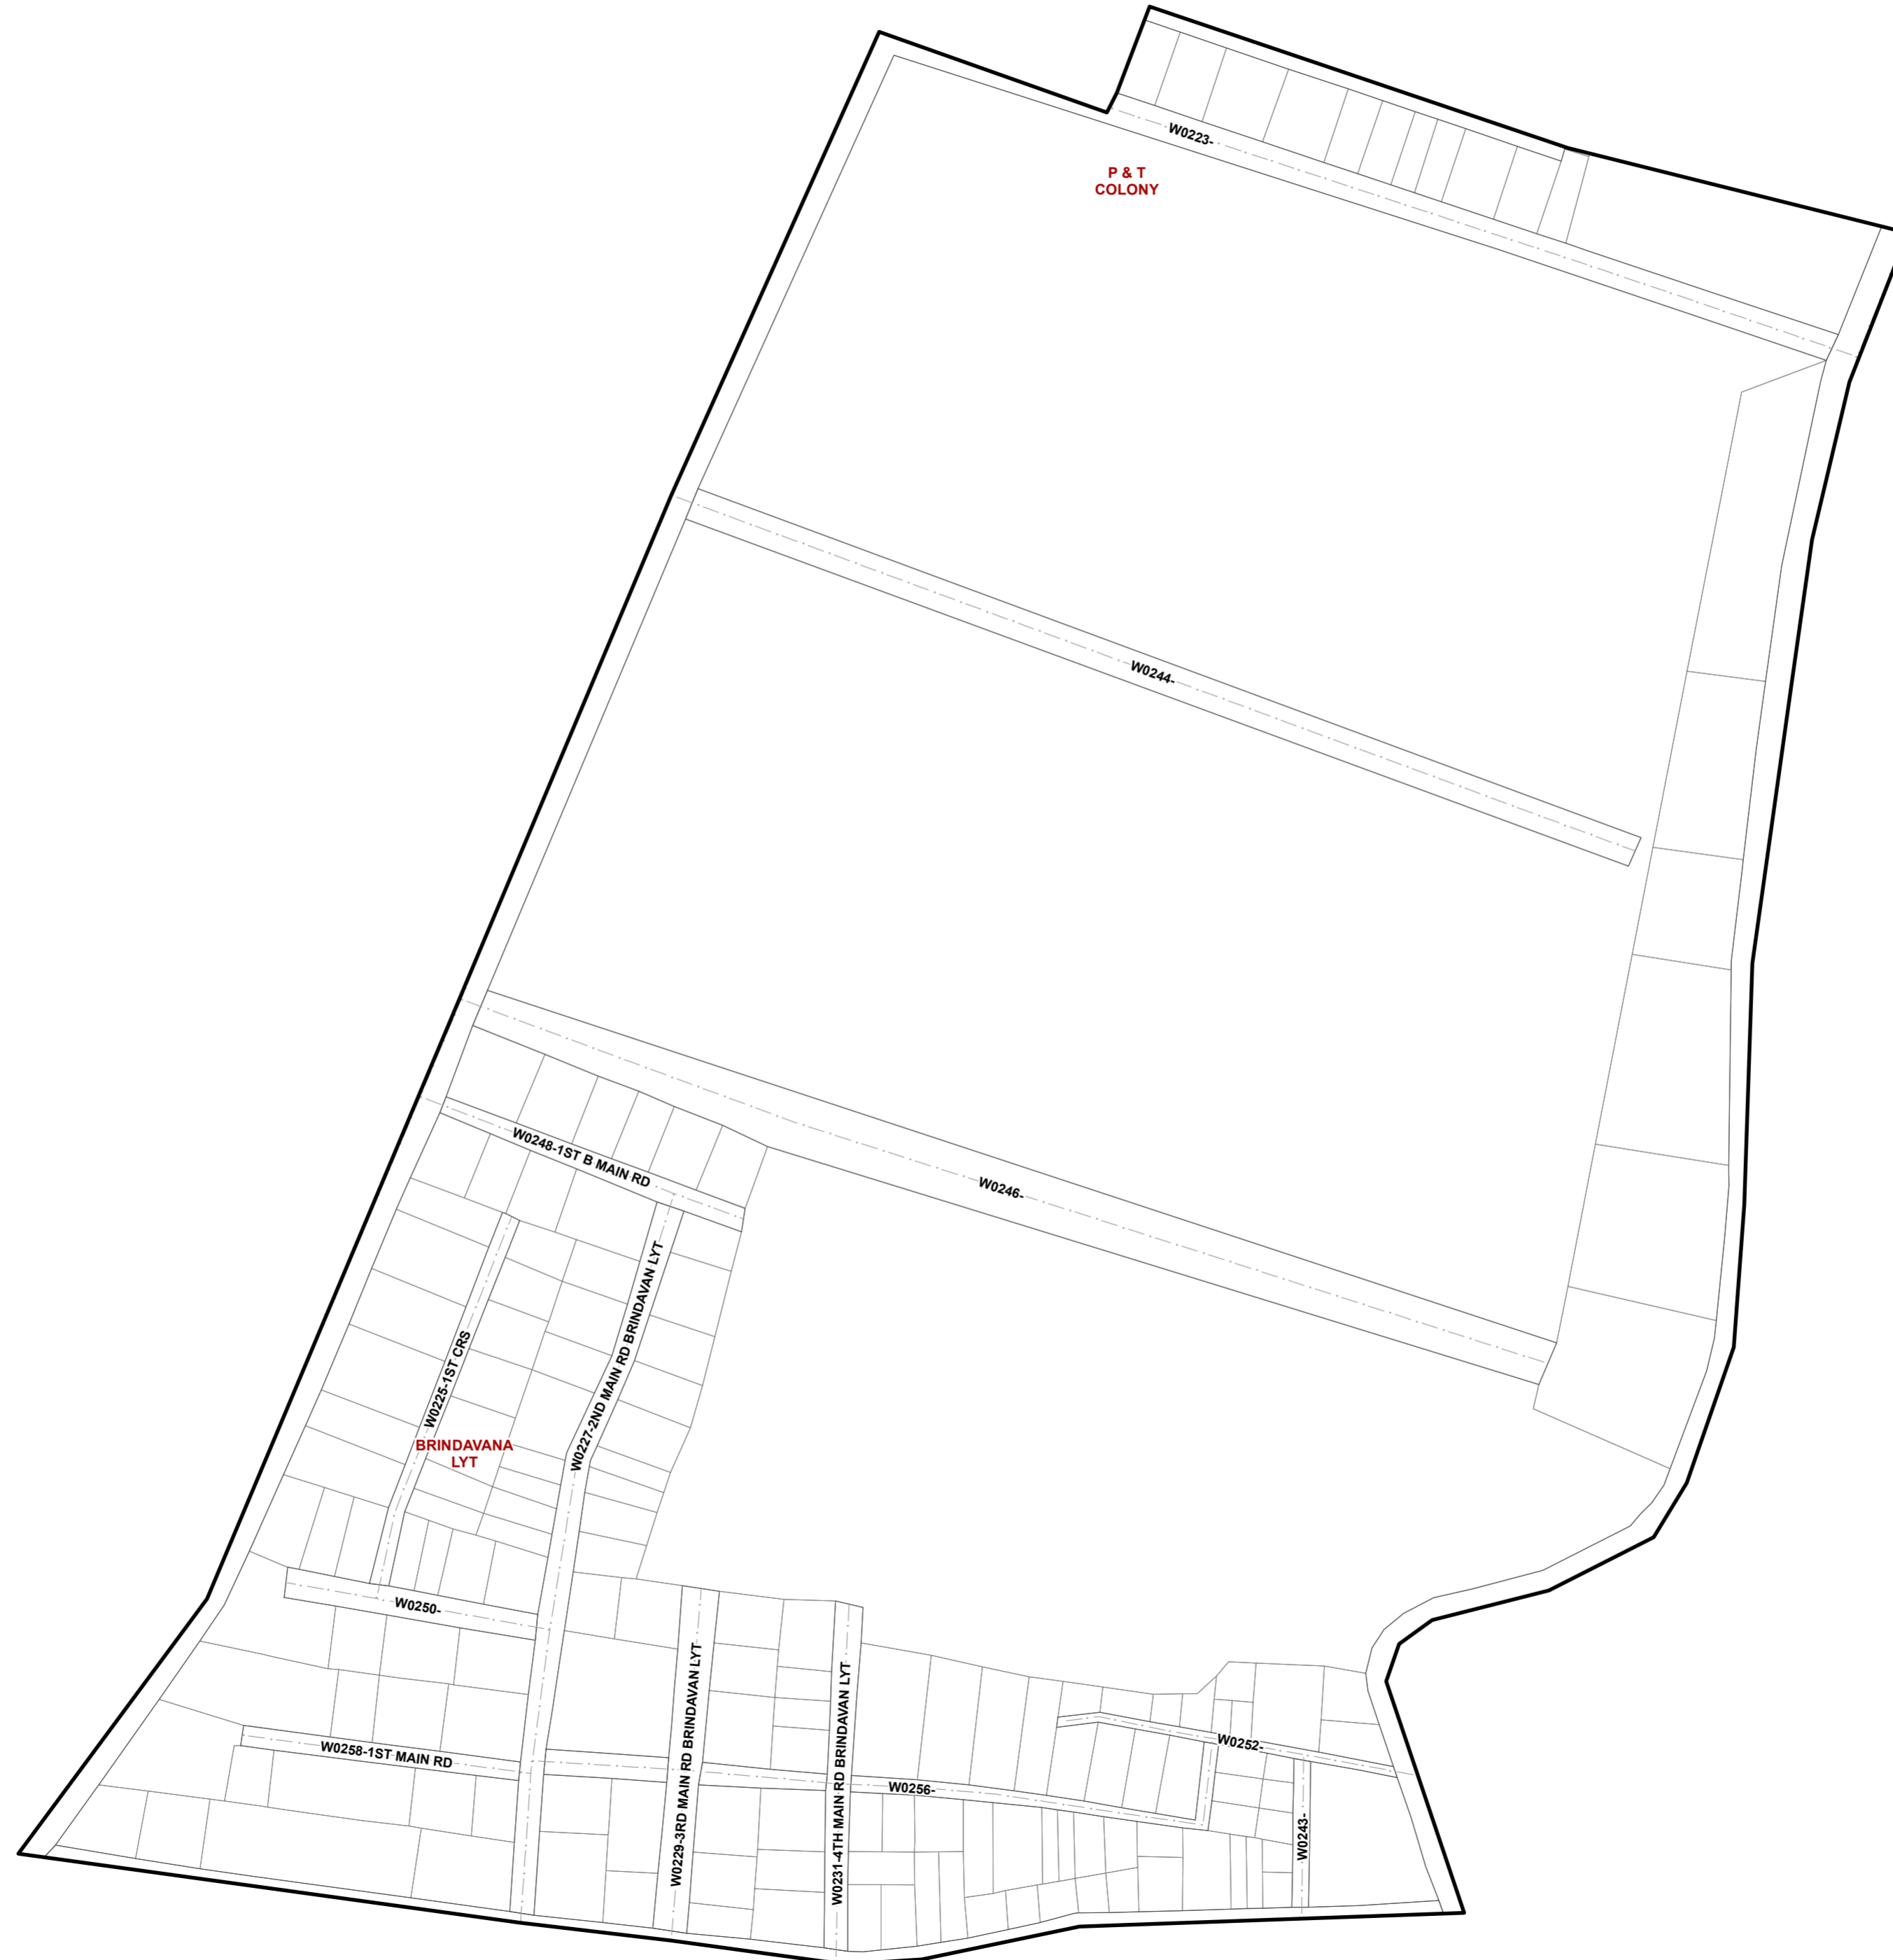 W0223-
P & T
COLONY
W0244-
W0248-1ST B MAIN RD
W0246-
W0227-2ND MAIN RD BRINDAVAN LYT
W0225-1ST CRS
BRINDAVANA
LYT
W0250-
W0229-3RD MAIN RD BRINDAVAN LYT
W0231-4TH MAIN RD BRINDAVAN LYT
W0252-
W0258-1ST MAIN RD
W0256-
W0243-